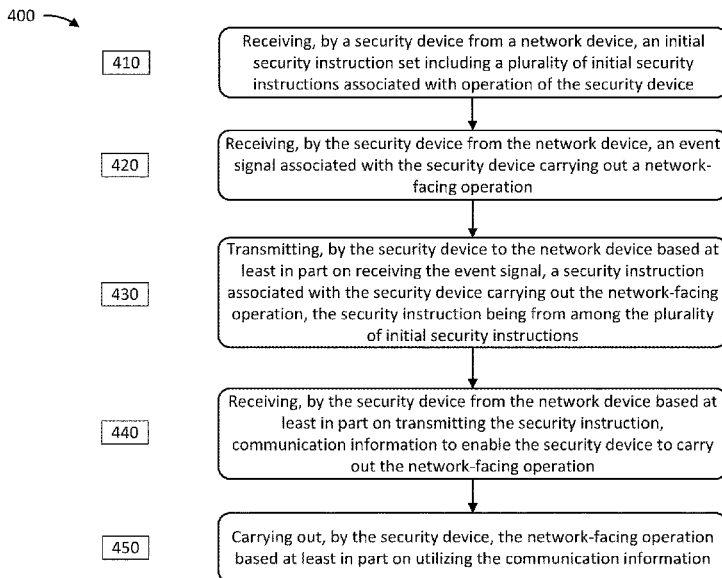 400
410
Receiving, by a security device from a network device, an initial
security instruction set including a plurality of initial security
instructions associated with operation of the security device
420
Receiving, by the security device from the network device, an event
signal associated with the security device carrying out a network-
facing operation
430
Transmitting, by the security device to the network device based at
least in part on receiving the event signal, a security instruction
associated with the security device carrying out the network-facing
operation, the security instruction being from among the plurality
of initial security instructions
440
Receiving, by the security device from the network device based at
least in part on transmitting the security instruction,
communication information to enable the security device to carry
out the network-facing operation
450
Carrying out, by the security device, the network-facing operation
based at least in part on utilizing the communication information